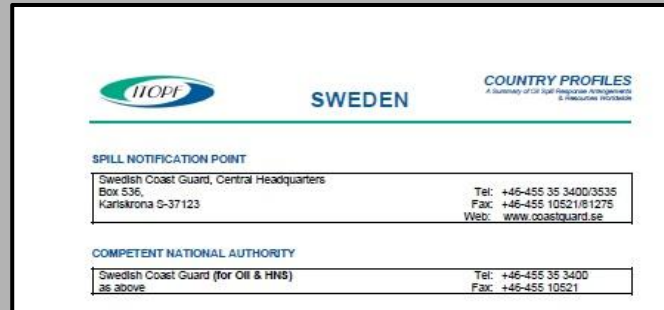 ITOPF
SWEDEN
COUNTRY PROFILES
A Summary of Oil Spill Response Arrangements
& Resources Worldwide
SPILL NOTIFICATION POINT
Swedish Coast Guard, Central Headquarters
Box 536, Tel: +46-455 35 3400/3535
Karlskrona S-37123 Fax: +46-455 10521/81275
Web: www.coastguard.se
COMPETENT NATIONAL AUTHORITY
Swedish Coast Guard (for Oil & HNS) Tel: +46-455 35 3400
as above Fax: +46-455 10521